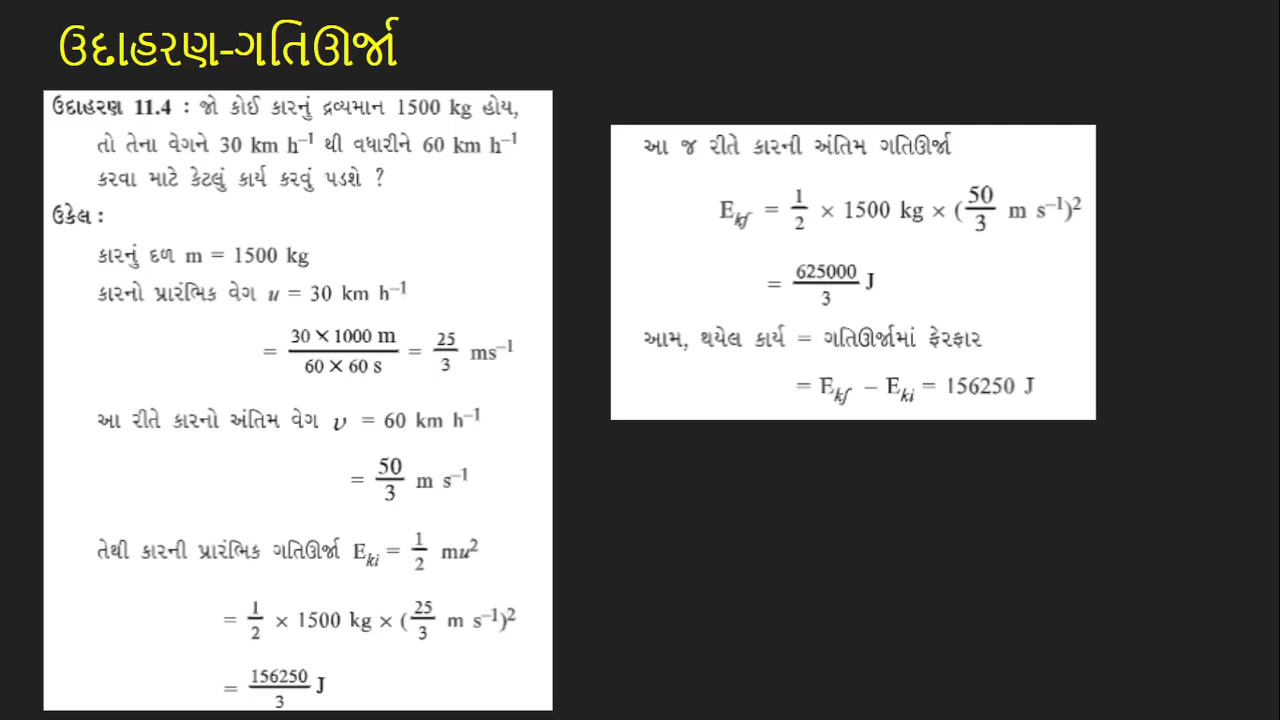 ઉદાહરણ-ગતિઊર્જા
ઉદાહરણ 11.4 : જો કોઈ કારનું દ્રવ્યમાન 1500 kg હોય,
તો તેના વેગને 30 km h⁻¹ થી વધારીને 60 km h⁻¹
કરવા માટે કેટલું કાર્ય કરવું પડશે ?
ઉકેલ :
કારનું દળ m = 1500 kg
કારનો પ્રારંભિક વેગ u = 30 km h⁻¹
= (30 × 1000 m)/(60 × 60 s) = 25/3 ms⁻¹
આ રીતે કારનો અંતિમ વેગ v = 60 km h⁻¹
= 50/3 m s⁻¹
તેથી કારની પ્રારંભિક ગતિઊર્જા E_ki = 1/2 mu²
= 1/2 × 1500 kg × (25/3 m s⁻¹)²
= 156250/3 J
આ જ રીતે કારની અંતિમ ગતિઊર્જા
E_kf = 1/2 × 1500 kg × (50/3 m s⁻¹)²
= 625000/3 J
આમ, થયેલ કાર્ય = ગતિઊર્જામાં ફેરફાર
= E_kf – E_ki = 156250 J